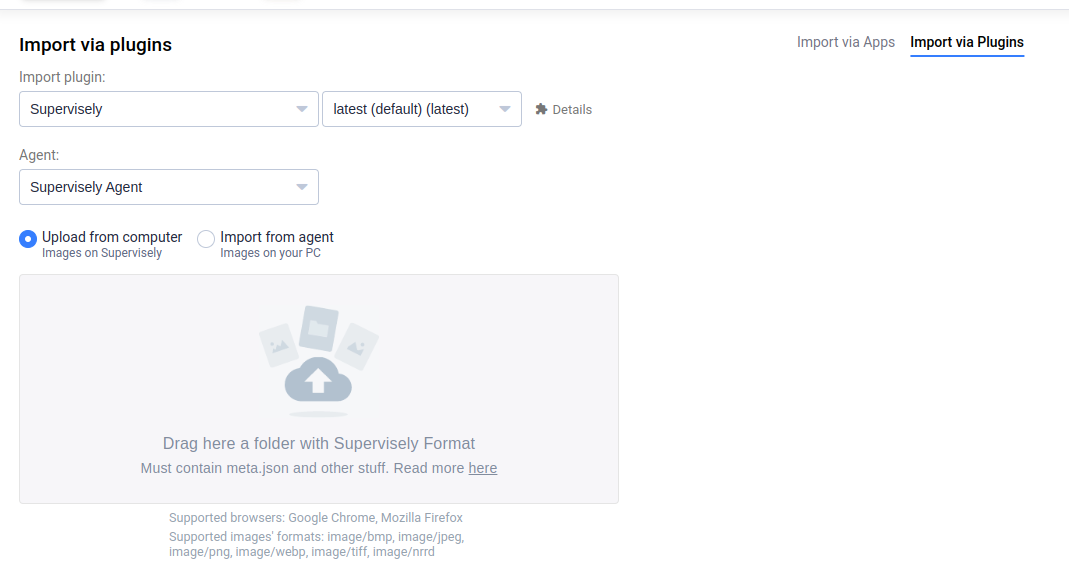 Import via plugins
Import via Apps
Import via Plugins
Import plugin:
Supervisely
latest (default) (latest)
Details
Agent:
Supervisely Agent
Upload from computer
Images on Supervisely
Import from agent
Images on your PC
Drag here a folder with Supervisely Format
Must contain meta.json and other stuff. Read more here
Supported browsers: Google Chrome, Mozilla Firefox
Supported images' formats: image/bmp, image/jpeg,
image/png, image/webp, image/tiff, image/nrrd